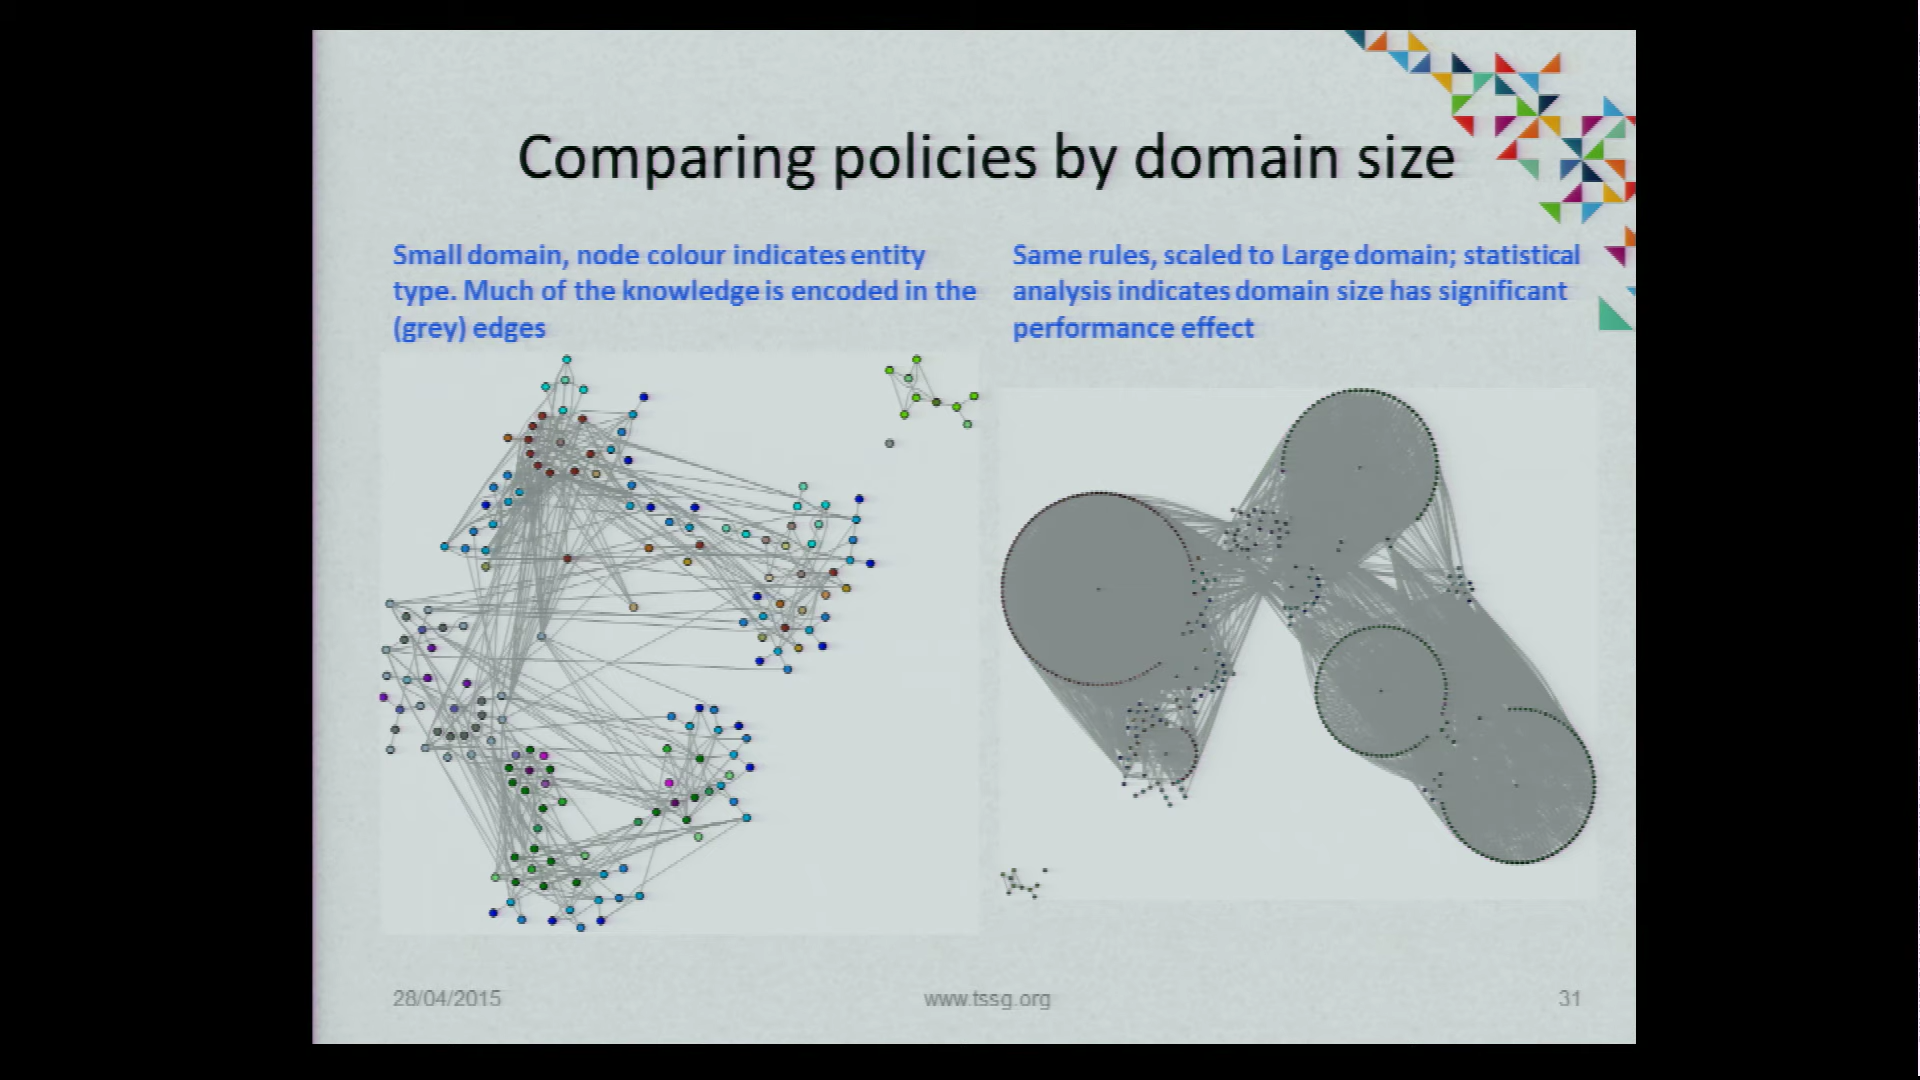 Comparing policies by domain size
Small domain, node colour indicates entity
type. Much of the knowledge is encoded in the
(grey) edges
Same rules, scaled to Large domain; statistical
analysis indicates domain size has significant
performance effect
28/04/2015
www.tssg.org
31